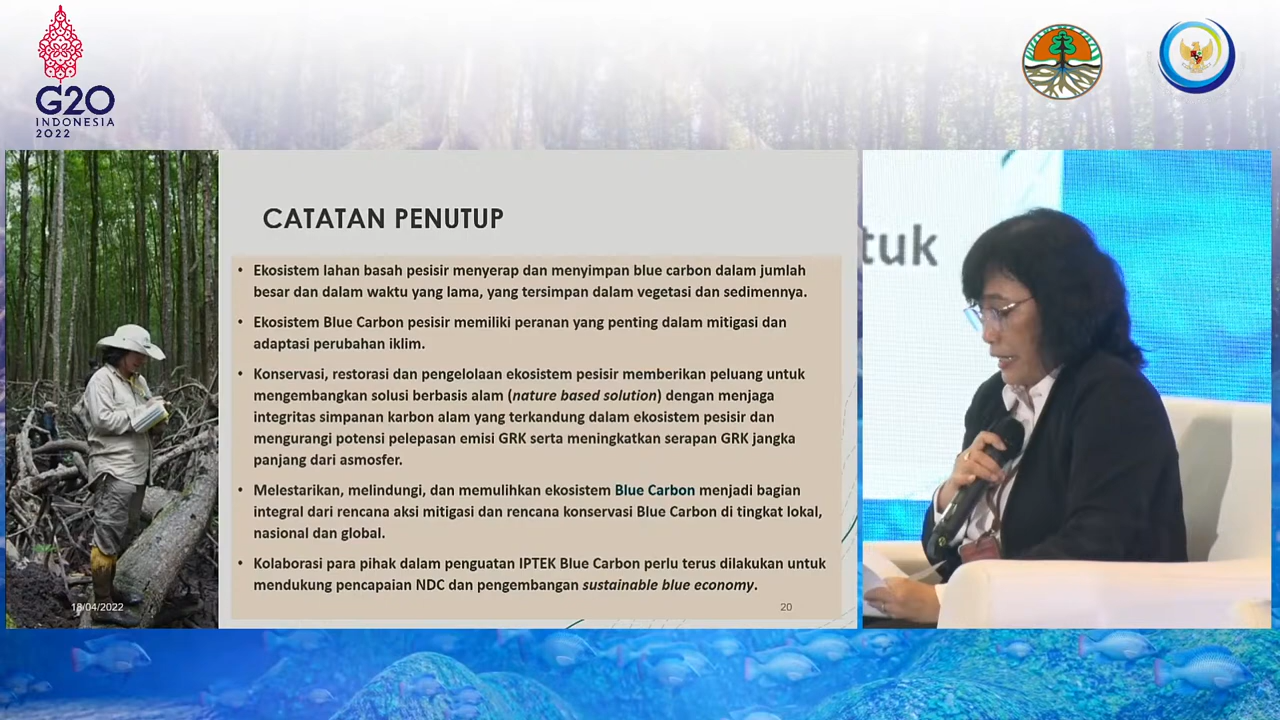 G20
INDONESIA
2022
CATATAN PENUTUP
• Ekosistem lahan basah pesisir menyerap dan menyimpan blue carbon dalam jumlah
besar dan dalam waktu yang lama, yang tersimpan dalam vegetasi dan sedimennya.
• Ekosistem Blue Carbon pesisir memiliki peranan yang penting dalam mitigasi dan
adaptasi perubahan iklim.
• Konservasi, restorasi dan pengelolaan ekosistem pesisir memberikan peluang untuk
mengembangkan solusi berbasis alam (nature based solution) dengan menjaga
integritas simpanan karbon alam yang terkandung dalam ekosistem pesisir dan
mengurangi potensi pelepasan emisi GRK serta meningkatkan serapan GRK jangka
panjang dari asmosfer.
• Melestarikan, melindungi, dan memulihkan ekosistem Blue Carbon menjadi bagian
integral dari rencana aksi mitigasi dan rencana konservasi Blue Carbon di tingkat lokal,
nasional dan global.
• Kolaborasi para pihak dalam penguatan IPTEK Blue Carbon perlu terus dilakukan untuk
mendukung pencapaian NDC dan pengembangan sustainable blue economy.
18/04/2022
20
tuk